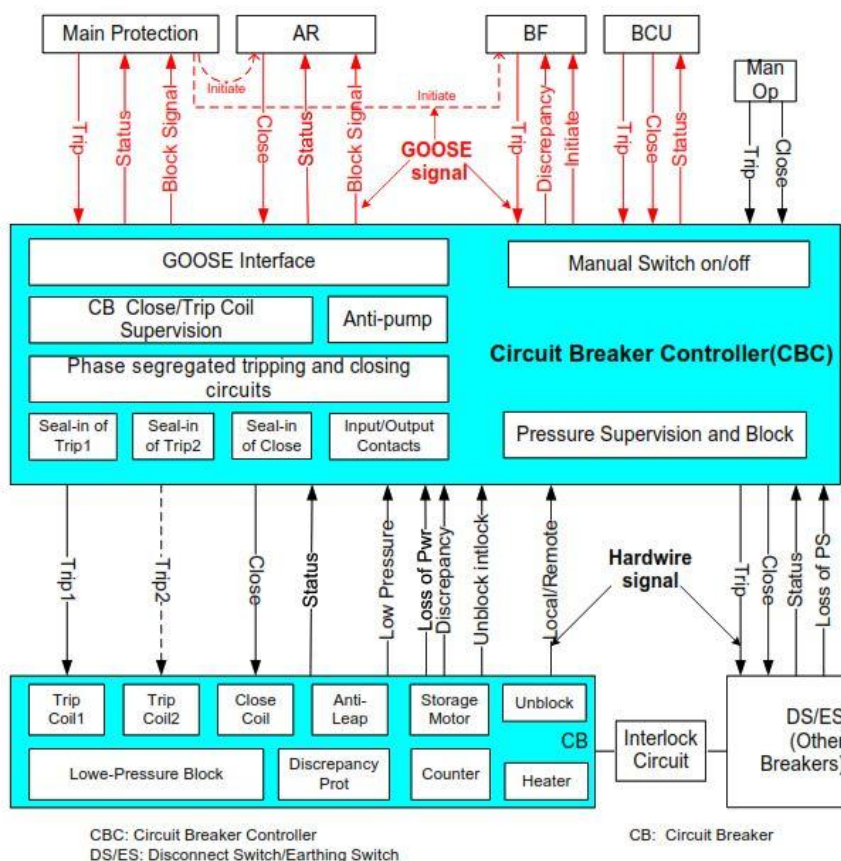 Main Protection
AR
BF
BCU
Man
Op
Initiate
Initiate
Trip
Status
Block Signal
Close
Status
Block Signal
GOOSE
signal
Trip
Discrepancy
Initiate
Trip
Close
Status
Trip
Close
GOOSE Interface
Manual Switch on/off
CB Close/Trip Coil
Supervision
Anti-pump
Circuit Breaker Controller(CBC)
Phase segregated tripping and closing
circuits
Seal-in of
Trip1
Seal-in
of Trip2
Seal-in
of Close
Input/Output
Contacts
Pressure Supervision and Block
Trip1
Trip2
Close
Status
Low Pressure
Loss of Pwr
Discrepancy
Unblock intlock
Local/Remote
Hardwire
signal
Trip
Close
Status
Loss of PS
Trip
Coil1
Trip
Coil2
Close
Coil
Anti-
Leap
Storage
Motor
Unblock
CB
Lowe-Pressure Block
Discrepancy
Prot
Counter
Heater
Interlock
Circuit
DS/ES
(Other
Breakers)
CBC: Circuit Breaker Controller
CB: Circuit Breaker
DS/ES: Disconnect Switch/Earthing Switch